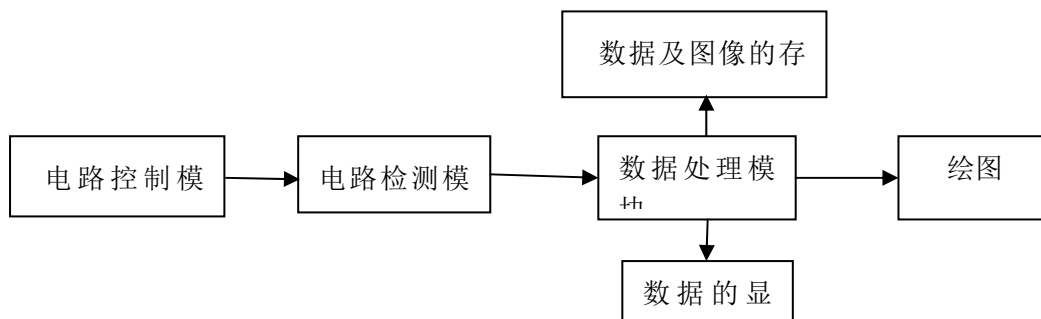 数据及图像的存
电路控制模
电路检测模
数据处理模
绘图
数据的显